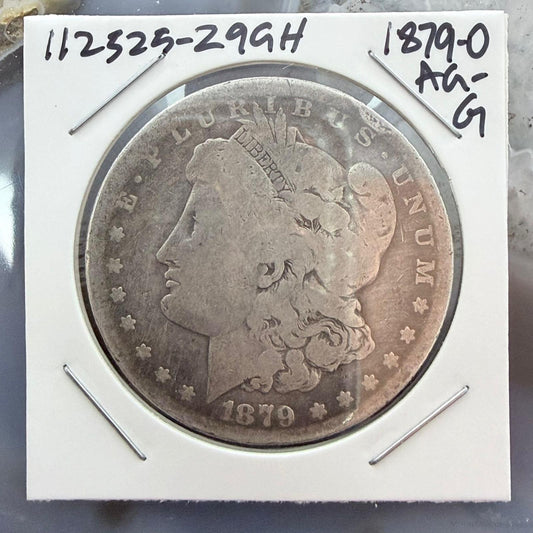 112325-29GH
1879-O
AG-
G
E·PLURIBUS·UNUM
LIBERTY
1879